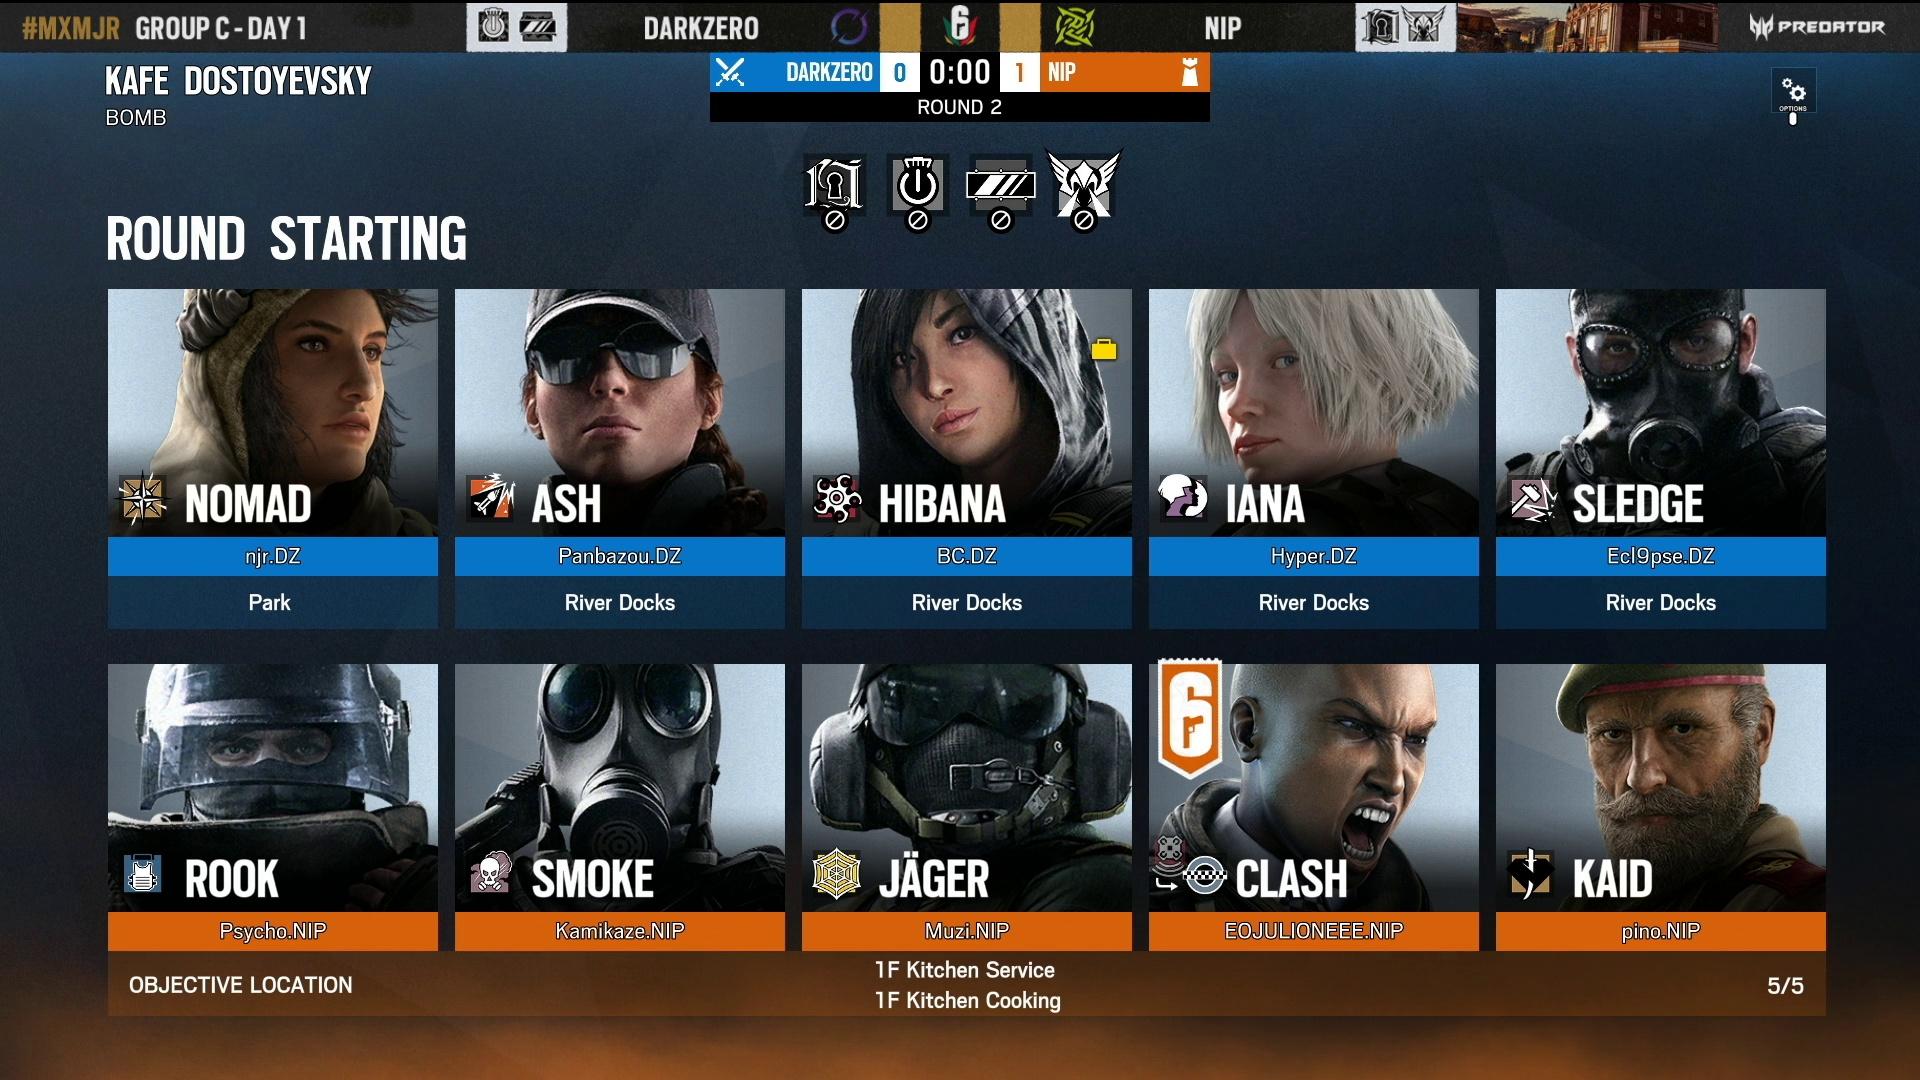 #MXMJR GROUP C - DAY 1
DARKZERO
6
NIP
PREDATOR
KAFE DOSTOYEVSKY
BOMB
DARKZERO 0 0:00 1 NIP
ROUND 2
OPTIONS
ROUND STARTING
NOMAD
njr.DZ
Park
ASH
Panbazou.DZ
River Docks
HIBANA
BC.DZ
River Docks
IANA
Hyper.DZ
River Docks
SLEDGE
Ecl9pse.DZ
River Docks
ROOK
Psycho.NIP
SMOKE
Kamikaze.NIP
JÄGER
Muzi.NIP
6
CLASH
EOJULIONEEE.NIP
KAID
pino.NIP
OBJECTIVE LOCATION
1F Kitchen Service
1F Kitchen Cooking
5/5